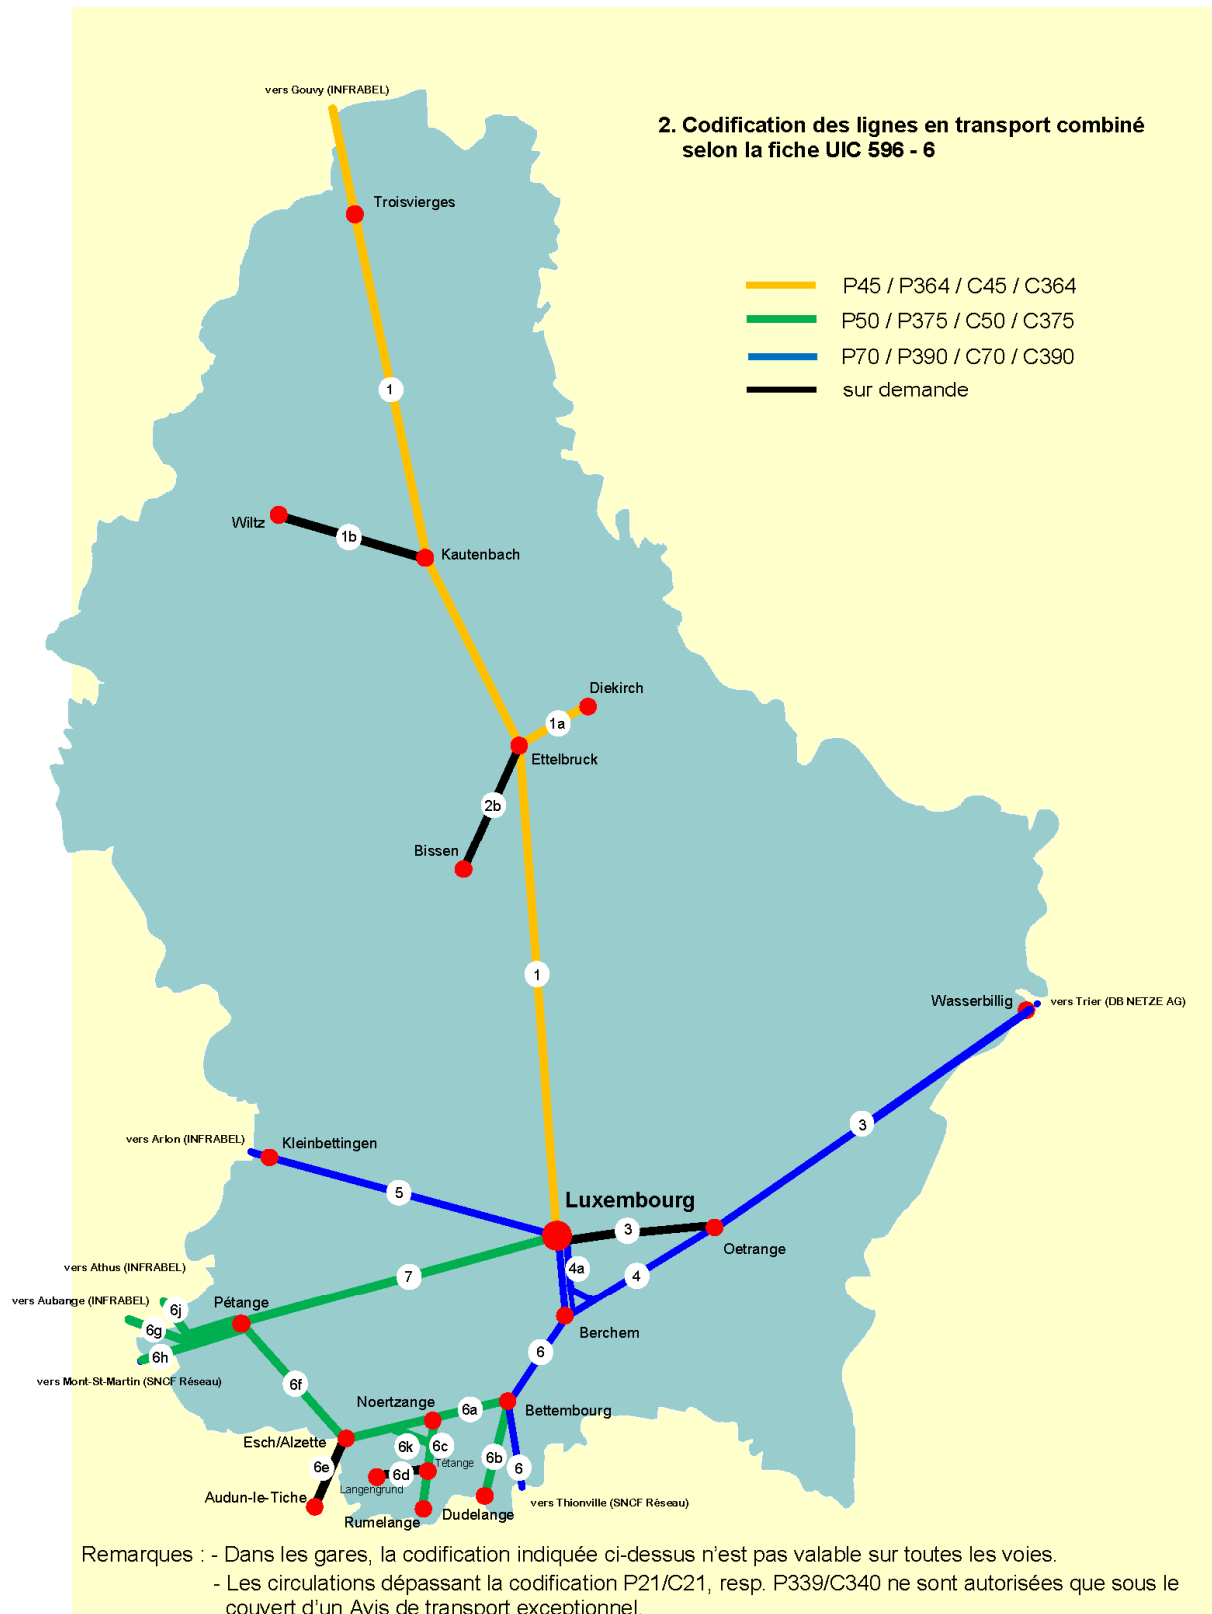 vers Gouvy (INFRABEL)
2. Codification des lignes en transport combiné
selon la fiche UIC 596 - 6
Troisvierges
P45 / P364 / C45 / C364
P50 / P375 / C50 / C375
P70 / P390 / C70 / C390
sur demande
1
Wiltz
1b
Kautenbach
Diekirch
1a
Ettelbruck
2b
Bissen
1
Wasserbillig
vers Trier (DB NETZE AG)
3
vers Arlon (INFRABEL)
Kleinbettingen
5
Luxembourg
3
Oetrange
vers Athus (INFRABEL)
7
4a
4
vers Aubange (INFRABEL)
6j
Pétange
6g
Berchem
6h
6
vers Mont-St-Martin (SNCF Réseau)
6f
Noertzange
6a
Bettembourg
Esch/Alzette
6k
6c
6b
6e
6d
Tétange
6
Langengrund
Audun-le-Tiche
vers Thionville (SNCF Réseau)
Rumelange
Dudelange
Remarques : - Dans les gares, la codification indiquée ci-dessus n'est pas valable sur toutes les voies.
- Les circulations dépassant la codification P21/C21, resp. P339/C340 ne sont autorisées que sous le
couvert d'un Avis de transport exceptionnel.